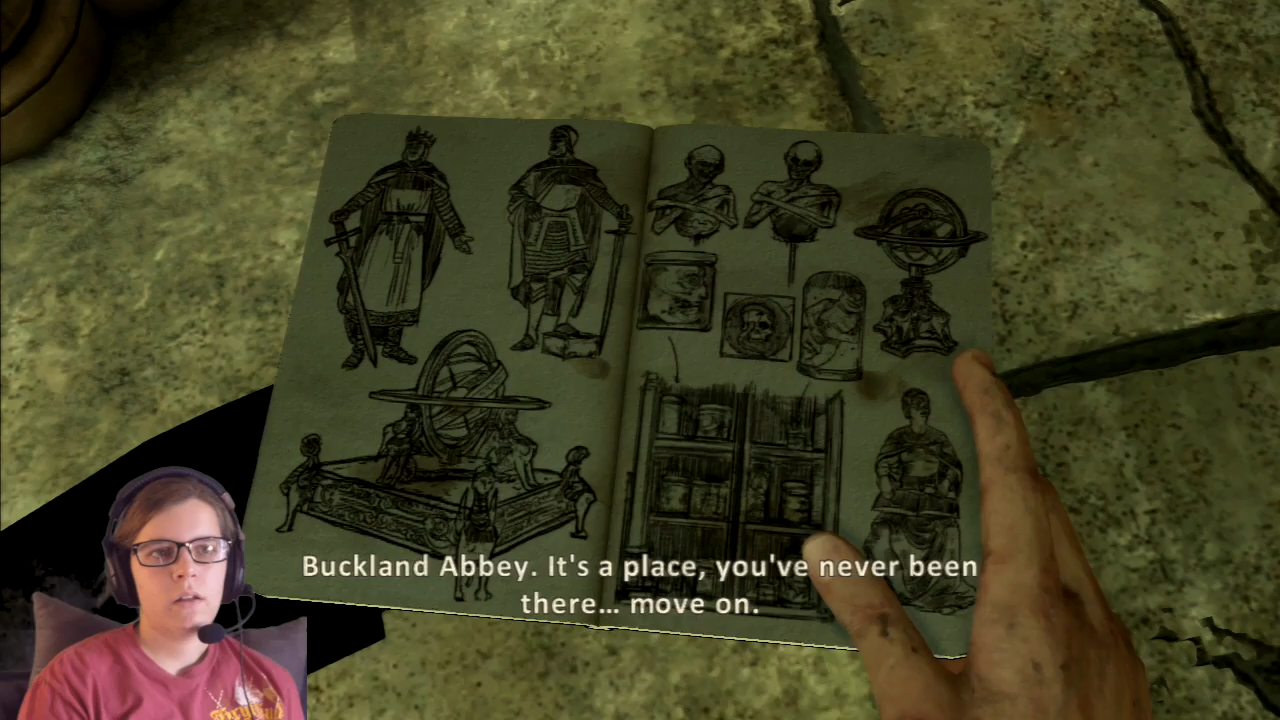 Buckland Abbey. It's a place, you've never been
there... move on.